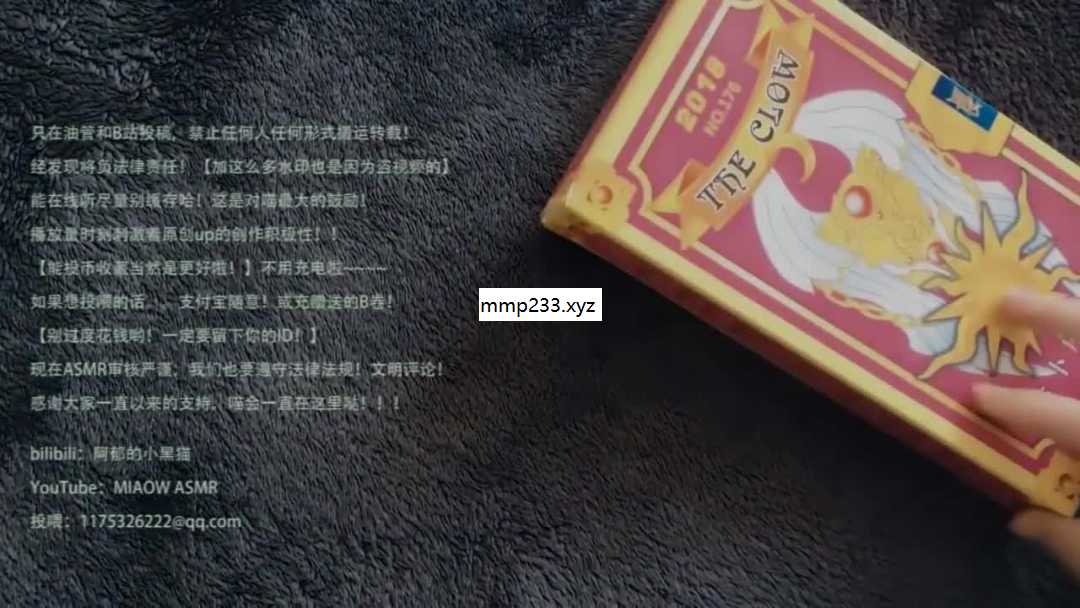 只在油管和B站投稿，禁止任何人任何形式搬运转载！
经发现将负法律责任！【加这么多水印也是因为盗视频的】
能在线听尽量别缓存哈！这是对喵最大的鼓励！
播放量时刻刺激着原创up的创作积极性！！
【能投币收藏当然是更好啦！】不用充电啦~~~~
如果想投喂的话 支付宝随意！或充赠送的B卷！
【别过度花钱哟！一定要留下你的ID！】
现在ASMR审核严谨，我们也要遵守法律法规！文明评论！
感谢大家一直以来的支持，喵会一直在这里哒！！！
bilibili：阿郁的小黑猫
YouTube：MIAOW ASMR
投喂：1175326222@qq.com
mmp233.xyz
2018
NO.176
THE CLOW